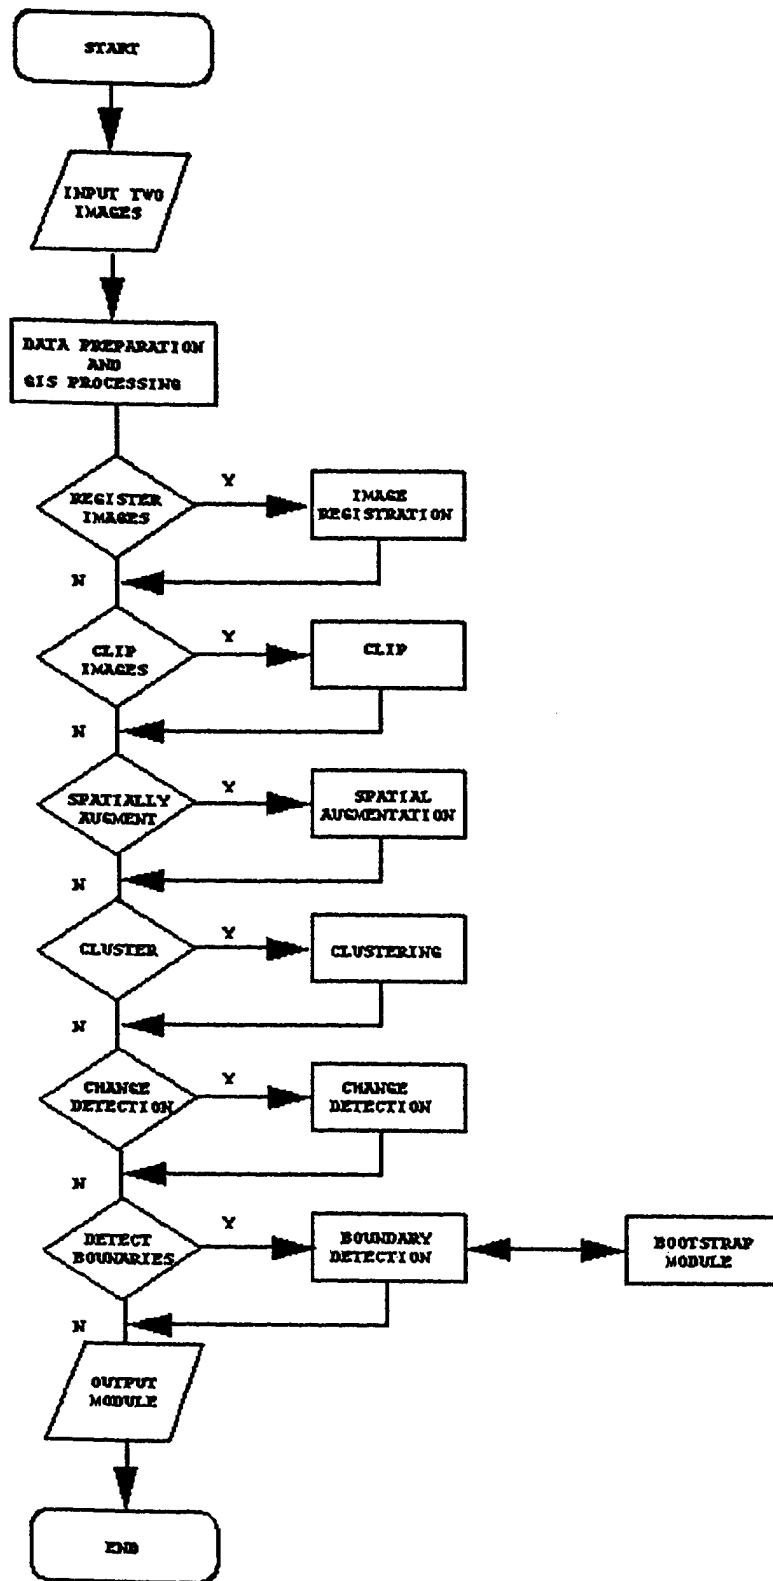 START
INPUT TWO
IMAGES
DATA PREPARATION
AND
GIS PROCESSING
REGISTER
IMAGES
Y
IMAGE
REGISTRATION
N
CLIP
IMAGES
Y
CLIP
N
SPATIALLY
AUGMENT
Y
SPATIAL
AUGMENTATION
N
CLUSTER
Y
CLUSTERING
N
CHANGE
DETECTION
Y
CHANGE
DETECTION
N
DETECT
BOUNARIES
Y
BOUNDARY
DETECTION
BOOTSTRAP
MODULE
N
OUTPUT
MODULE
END